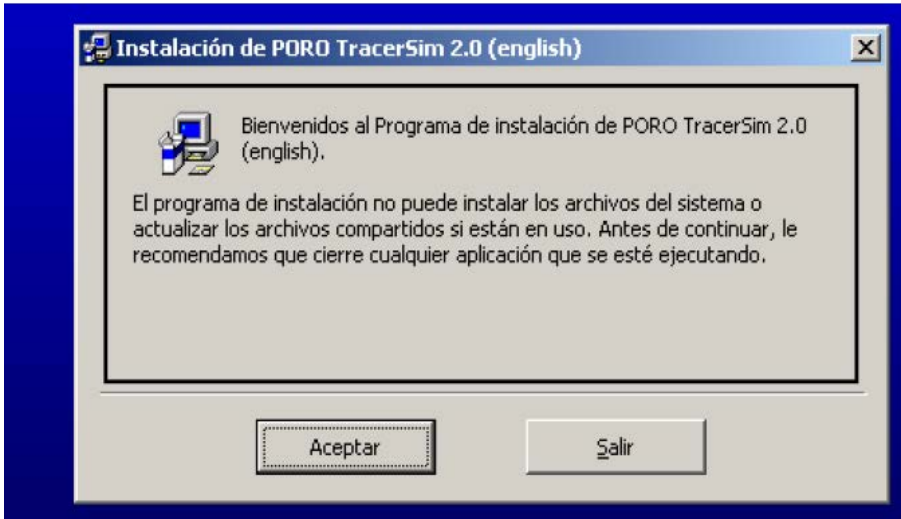 Instalación de PORO TracerSim 2.0 (english)
Bienvenidos al Programa de instalación de PORO TracerSim 2.0
(english).
El programa de instalación no puede instalar los archivos del sistema o
actualizar los archivos compartidos si están en uso. Antes de continuar, le
recomendamos que cierre cualquier aplicación que se esté ejecutando.
Aceptar
Salir